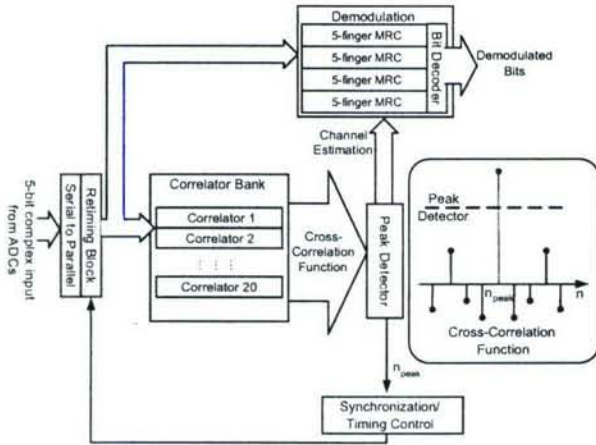 Demodulation
5-finger MRC
5-finger MRC
5-finger MRC
5-finger MRC
Bit Decoder
Demodulated
Bits
Channel
Estimation
5-bit complex input
from ADCs
Serial to Parallel
Retiming Block
Correlator Bank
Correlator 1
Correlator 2
⋮ ⋮ ⋮
Correlator 20
Cross-
Correlation
Function
Peak Detector
Peak
Detector
n_peak
n
Cross-Correlation
Function
n_peak
Synchronization/
Timing Control